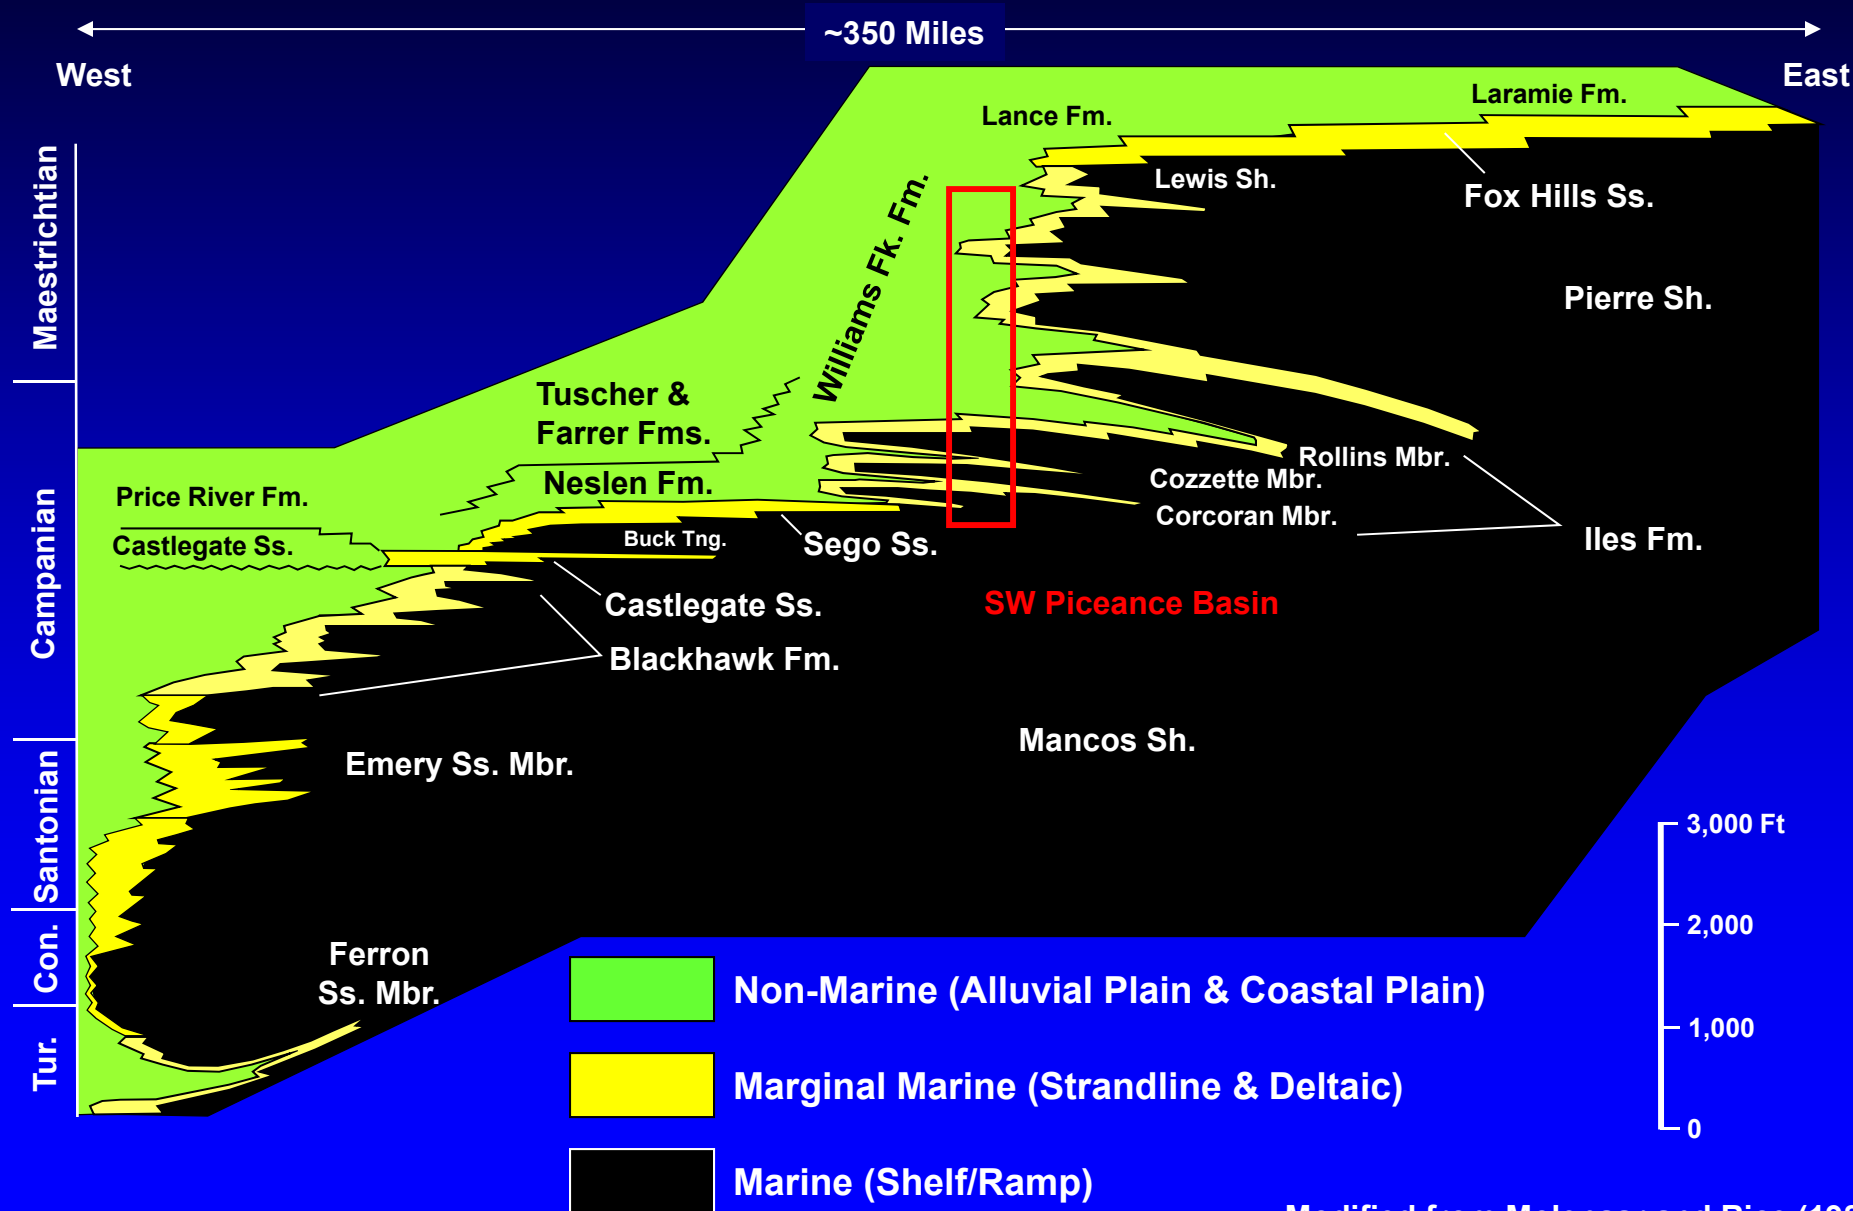 ~350 Miles
West
East
Laramie Fm.
Lance Fm.
Lewis Sh.
Fox Hills Ss.
Maestrichtian
Williams Fk. Fm.
Pierre Sh.
Tuscher &
Farrer Fms.
Rollins Mbr.
Neslen Fm.
Cozzette Mbr.
Price River Fm.
Corcoran Mbr.
Castlegate Ss.
Buck Tng.
Sego Ss.
Iles Fm.
Campanian
Castlegate Ss.
SW Piceance Basin
Blackhawk Fm.
Mancos Sh.
Emery Ss. Mbr.
Santonian
3,000 Ft
2,000
Con.
Ferron
Ss. Mbr.
Non-Marine (Alluvial Plain & Coastal Plain)
1,000
Tur.
Marginal Marine (Strandline & Deltaic)
0
Marine (Shelf/Ramp)